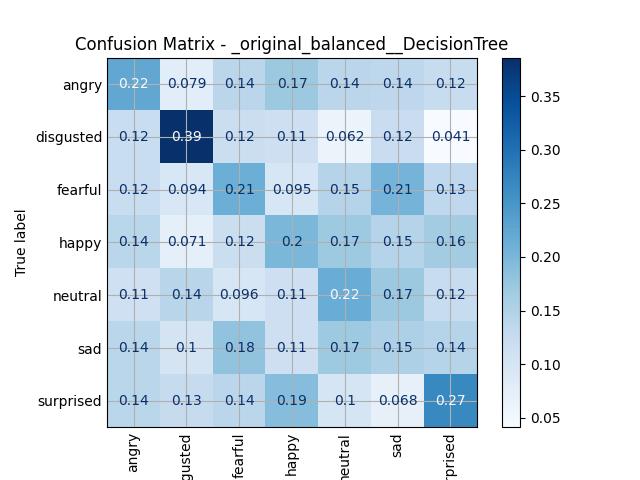 Confusion Matrix - _original_balanced__DecisionTree
True label
angry 0.22 0.079 0.14 0.17 0.14 0.14 0.12
disgusted 0.12 0.39 0.12 0.11 0.062 0.12 0.041
fearful 0.12 0.094 0.21 0.095 0.15 0.21 0.13
happy 0.14 0.071 0.12 0.2 0.17 0.15 0.16
neutral 0.11 0.14 0.096 0.11 0.22 0.17 0.12
sad 0.14 0.1 0.18 0.11 0.17 0.15 0.14
surprised 0.14 0.13 0.14 0.19 0.1 0.068 0.27
angry gusted fearful happy neutral sad prised
0.35
0.30
0.25
0.20
0.15
0.10
0.05